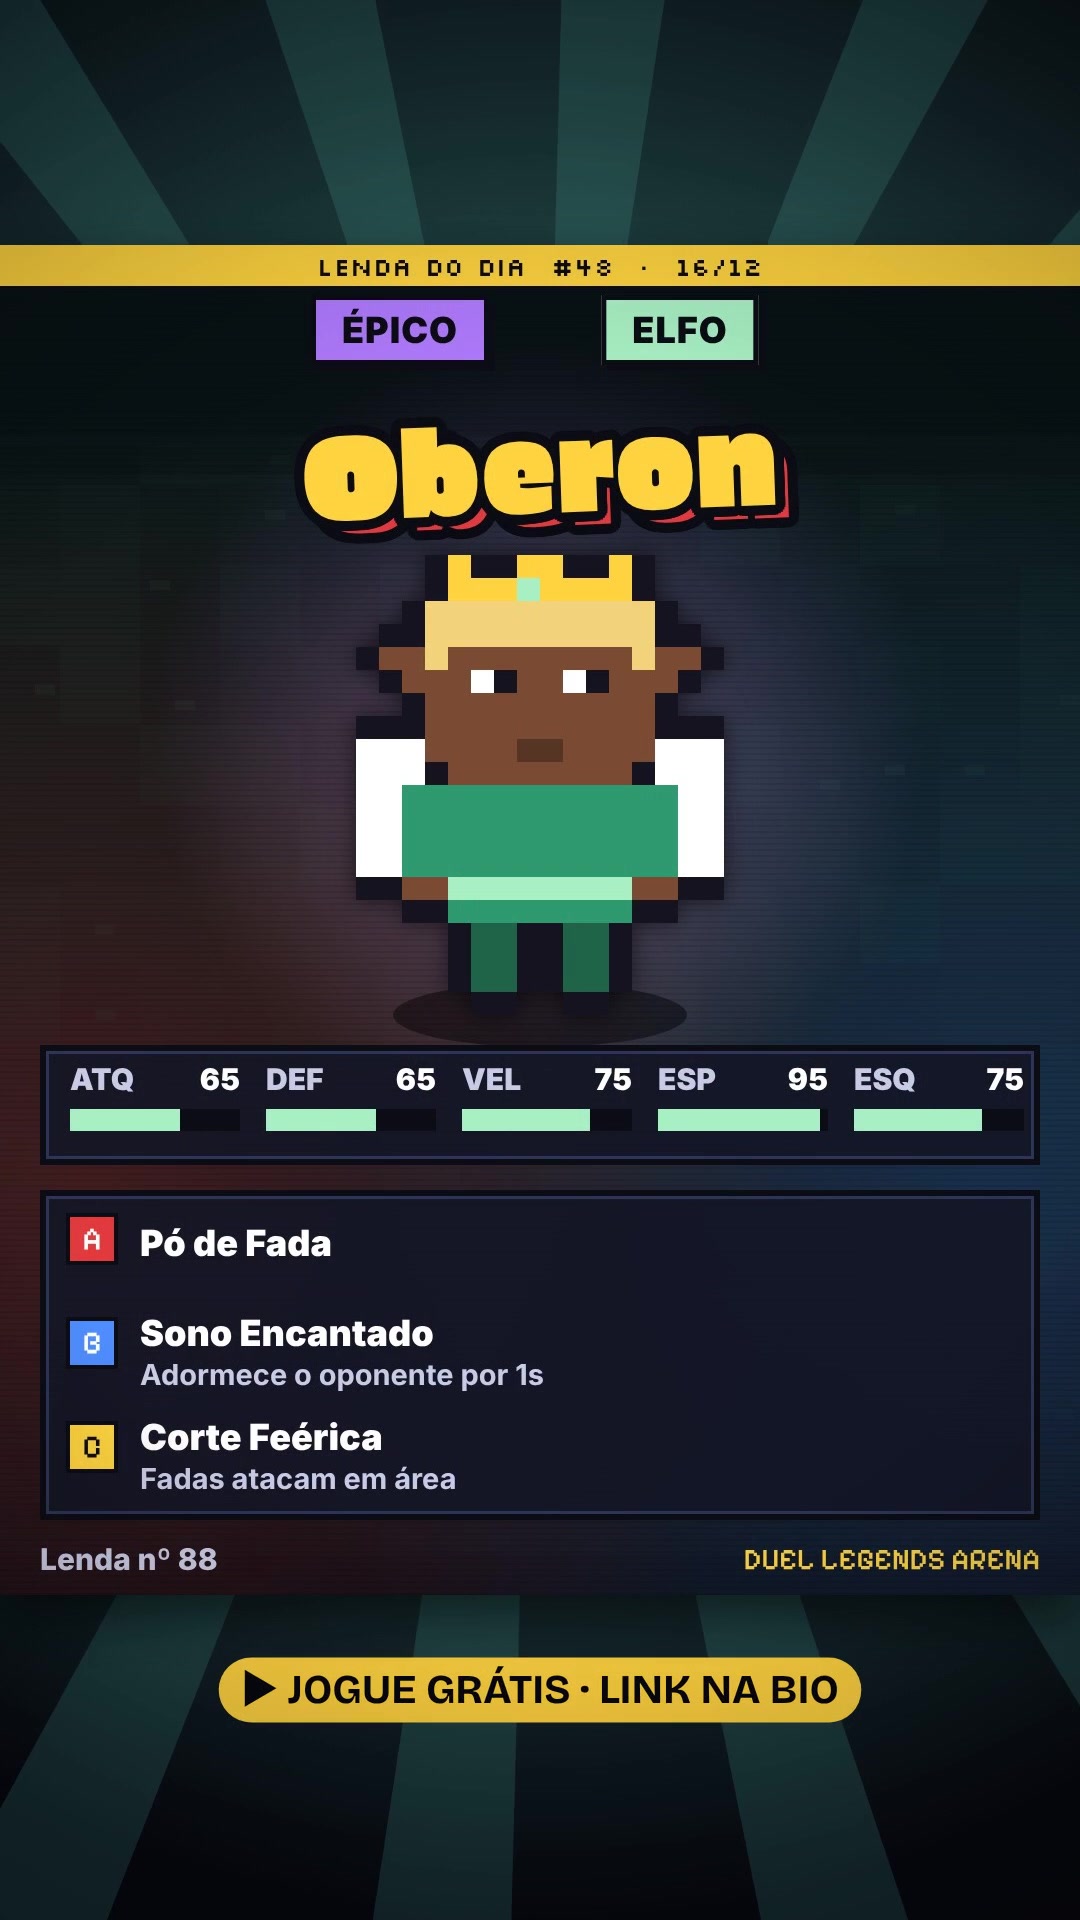 LENDA DO DIA #48 · 16/12
ÉPICO
ELFO
Oberon
ATQ 65 DEF 65 VEL 75 ESP 95 ESQ 75
A Pó de Fada
B Sono Encantado
Adormece o oponente por 1s
C Corte Feérica
Fadas atacam em área
Lenda nº 88
DUEL LEGENDS ARENA
▶ JOGUE GRÁTIS · LINK NA BIO